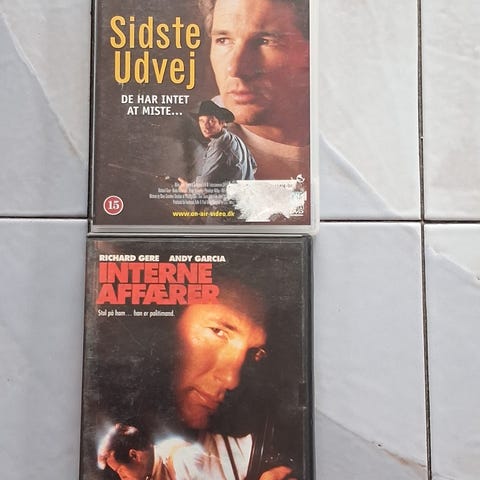 Sidste
Udvej
DE HAR INTET
AT MISTE...
15
www.on-air-video.dk
RICHARD GERE ANDY GARCIA
INTERNE
AFFÆRER
Stol på ham... han er politimand.